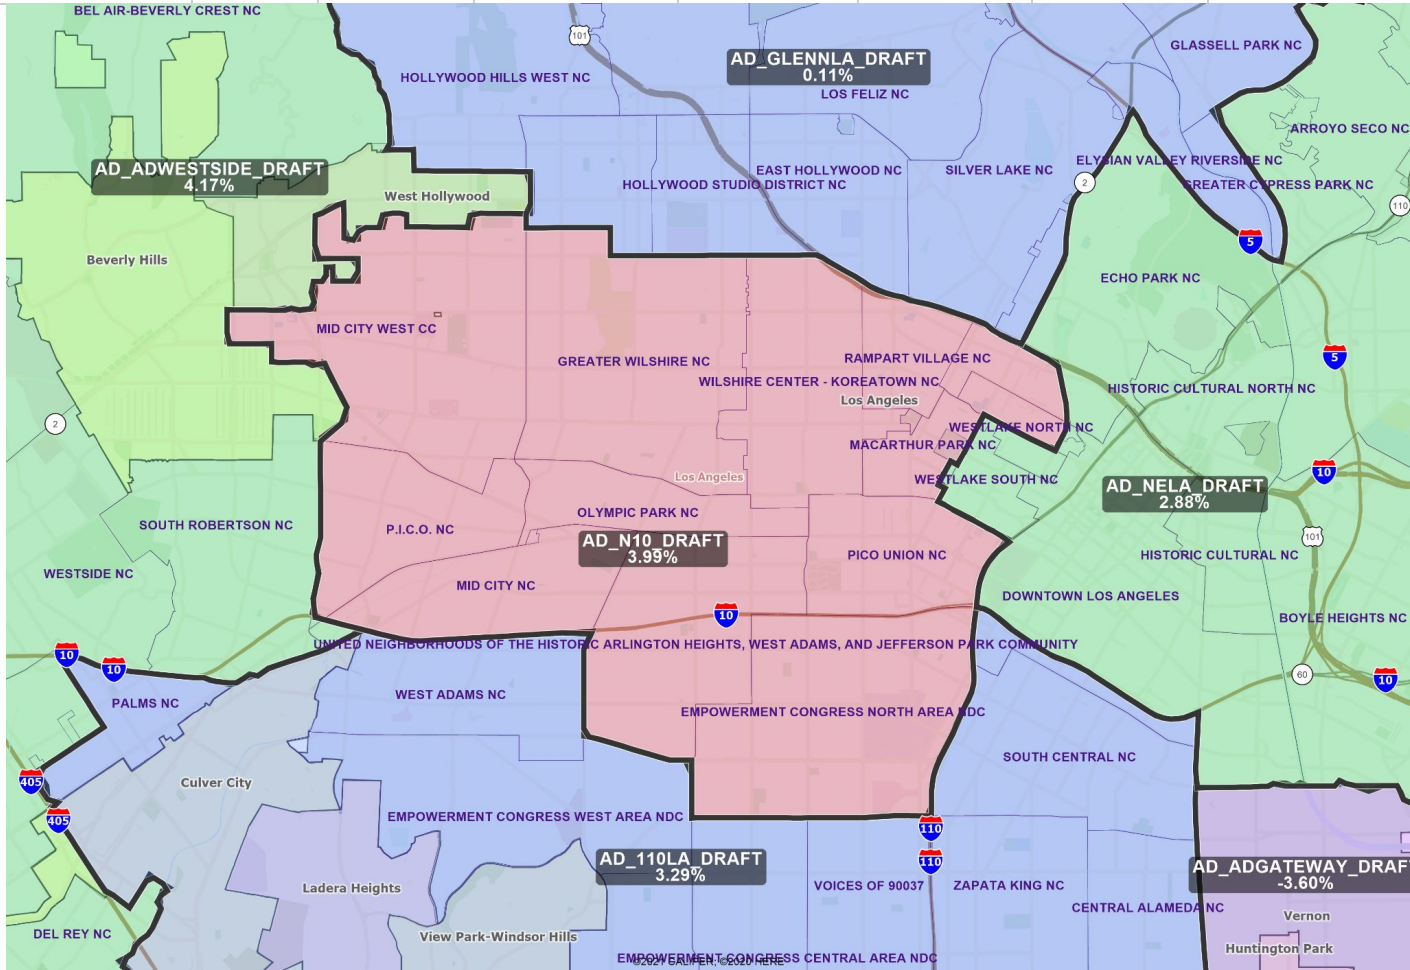 BEL AIR-BEVERLY CREST NC
101
GLASSELL PARK NC
AD_GLENNLA_DRAFT
0.11%
HOLLYWOOD HILLS WEST NC
LOS FELIZ NC
ARROYO SECO NC
ELYSIAN VALLEY RIVERSIDE NC
AD_ADWESTSIDE_DRAFT
4.17%
EAST HOLLYWOOD NC
SILVER LAKE NC
HOLLYWOOD STUDIO DISTRICT NC
2
GREATER CYPRESS PARK NC
West Hollywood
110
5
Beverly Hills
ECHO PARK NC
MID CITY WEST CC
GREATER WILSHIRE NC
RAMPART VILLAGE NC
5
WILSHIRE CENTER - KOREATOWN NC
HISTORIC CULTURAL NORTH NC
Los Angeles
2
WESTLAKE NORTH NC
MACARTHUR PARK NC
Los Angeles
WESTLAKE SOUTH NC
10
AD_NELA_DRAFT
2.88%
SOUTH ROBERTSON NC
P.I.C.O. NC
OLYMPIC PARK NC
101
AD_N10_DRAFT
3.99%
PICO UNION NC
HISTORIC CULTURAL NC
WESTSIDE NC
MID CITY NC
DOWNTOWN LOS ANGELES
10
BOYLE HEIGHTS NC
UNITED NEIGHBORHOODS OF THE HISTORIC ARLINGTON HEIGHTS, WEST ADAMS, AND JEFFERSON PARK COMMUNITY
10
10
60
10
PALMS NC
WEST ADAMS NC
EMPOWERMENT CONGRESS NORTH AREA NDC
SOUTH CENTRAL NC
405
Culver City
405
EMPOWERMENT CONGRESS WEST AREA NDC
110
110
AD_110LA_DRAFT
3.29%
AD_ADGATEWAY_DRAF
-3.60%
Ladera Heights
VOICES OF 90037
ZAPATA KING NC
CENTRAL ALAMEDA NC
Vernon
DEL REY NC
View Park-Windsor Hills
Huntington Park
EMPOWERMENT CONGRESS CENTRAL AREA NDC
©2021 CALIPER; ©2020 HERE